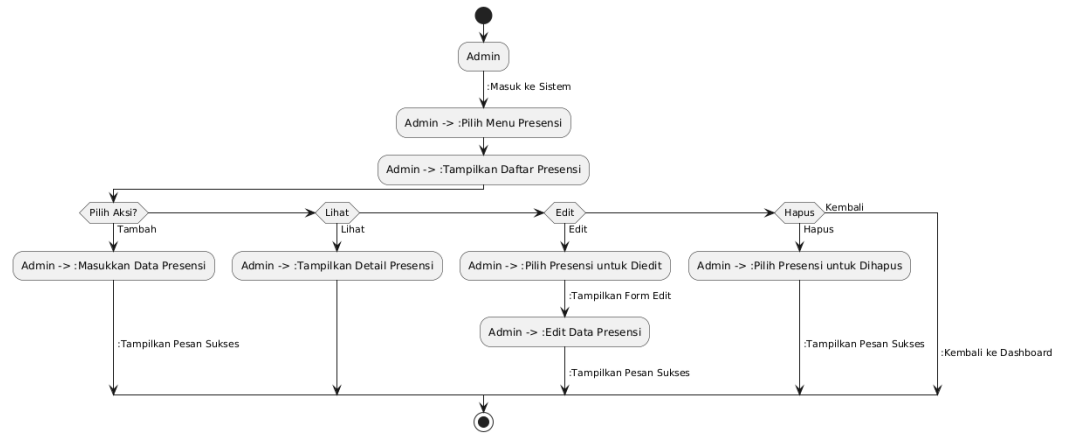 Admin
:Masuk ke Sistem
Admin -> :Pilih Menu Presensi
Admin -> :Tampilkan Daftar Presensi
Pilih Aksi?
Tambah
Admin -> :Masukkan Data Presensi
:Tampilkan Pesan Sukses
Lihat
Lihat
Admin -> :Tampilkan Detail Presensi
Edit
Edit
Admin -> :Pilih Presensi untuk Diedit
:Tampilkan Form Edit
Admin -> :Edit Data Presensi
:Tampilkan Pesan Sukses
Hapus
Hapus
Admin -> :Pilih Presensi untuk Dihapus
:Tampilkan Pesan Sukses
Kembali
:Kembali ke Dashboard